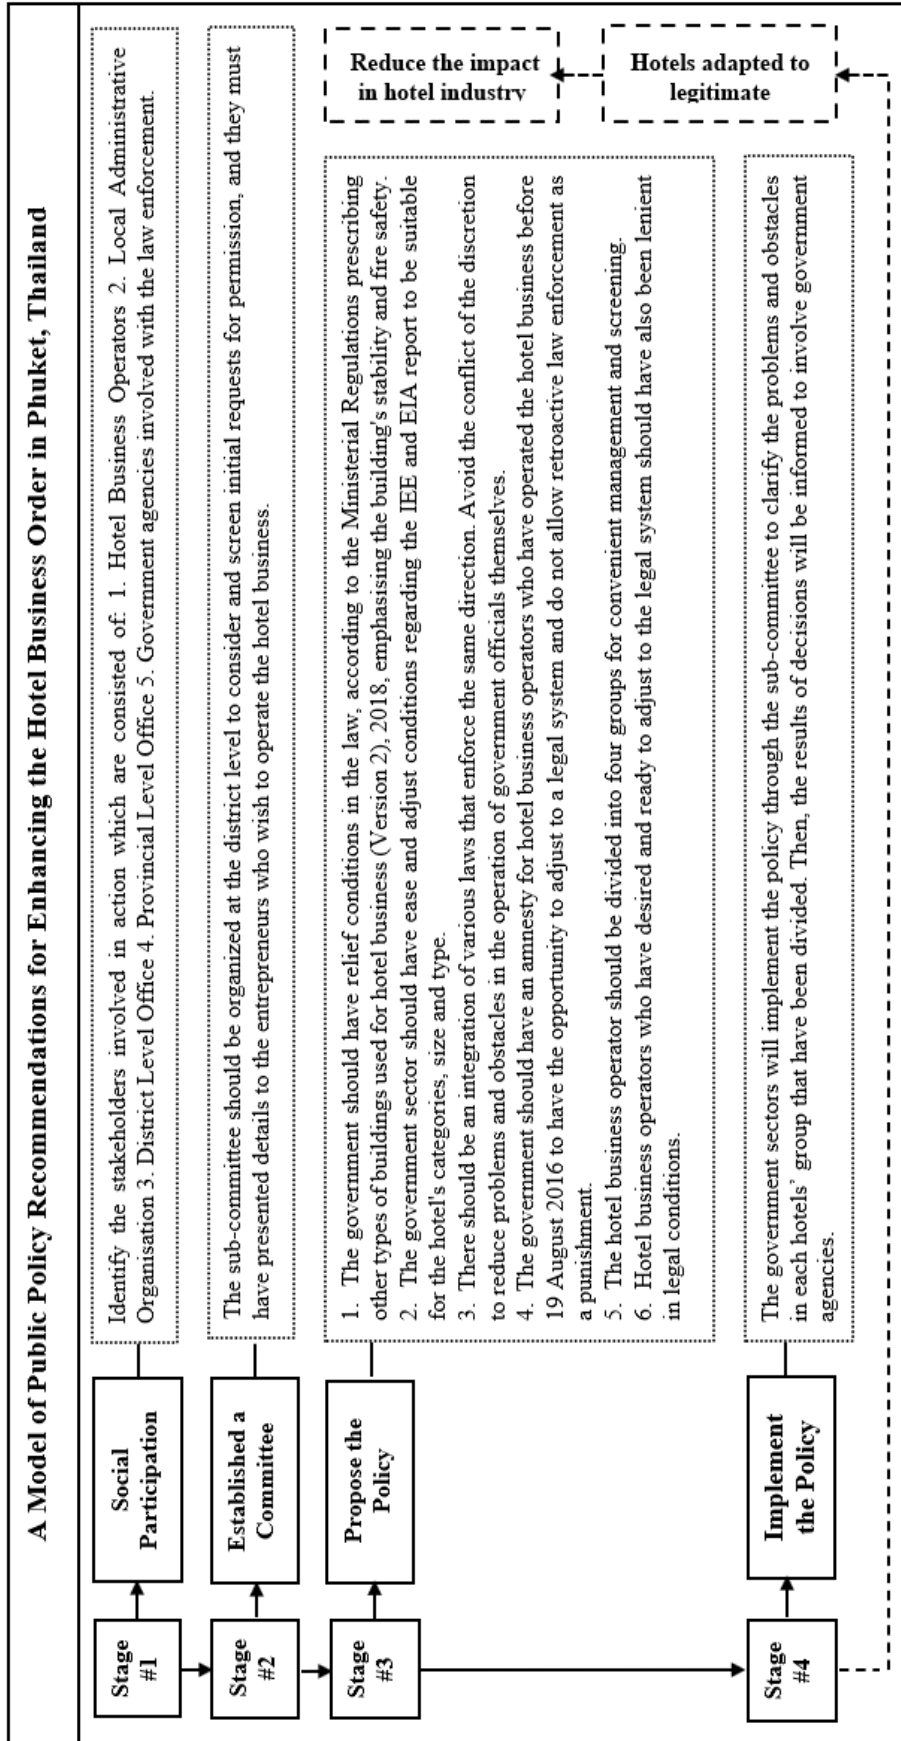 A Model of Public Policy Recommendations for Enhancing the Hotel Business Order in Phuket, Thailand
Stage
#1
Social
Participation
Identify the stakeholders involved in action which are consisted of: 1. Hotel Business Operators 2. Local Administrative
Organisation 3. District Level Office 4. Provincial Level Office 5. Government agencies involved with the law enforcement.
Stage
#2
Established a
Committee
The sub-committee should be organized at the district level to consider and screen initial requests for permission, and they must
have presented details to the entrepreneurs who wish to operate the hotel business.
Stage
#3
Propose the
Policy
1. The government should have relief conditions in the law, according to the Ministerial Regulations prescribing
other types of buildings used for hotel business (Version 2), 2018, emphasising the building's stability and fire safety.
2. The government sector should have ease and adjust conditions regarding the IEE and EIA report to be suitable
for the hotel's categories, size and type.
3. There should be an integration of various laws that enforce the same direction. Avoid the conflict of the discretion
to reduce problems and obstacles in the operation of government officials themselves.
4. The government should have an amnesty for hotel business operators who have operated the hotel business before
19 August 2016 to have the opportunity to adjust to a legal system and do not allow retroactive law enforcement as
a punishment.
5. The hotel business operator should be divided into four groups for convenient management and screening.
6. Hotel business operators who have desired and ready to adjust to the legal system should have also been lenient
in legal conditions.
Stage
#4
Implement
the Policy
The government sectors will implement the policy through the sub-committee to clarify the problems and obstacles
in each hotels' group that have been divided. Then, the results of decisions will be informed to involve government
agencies.
Hotels adapted to
legitimate
Reduce the impact
in hotel industry